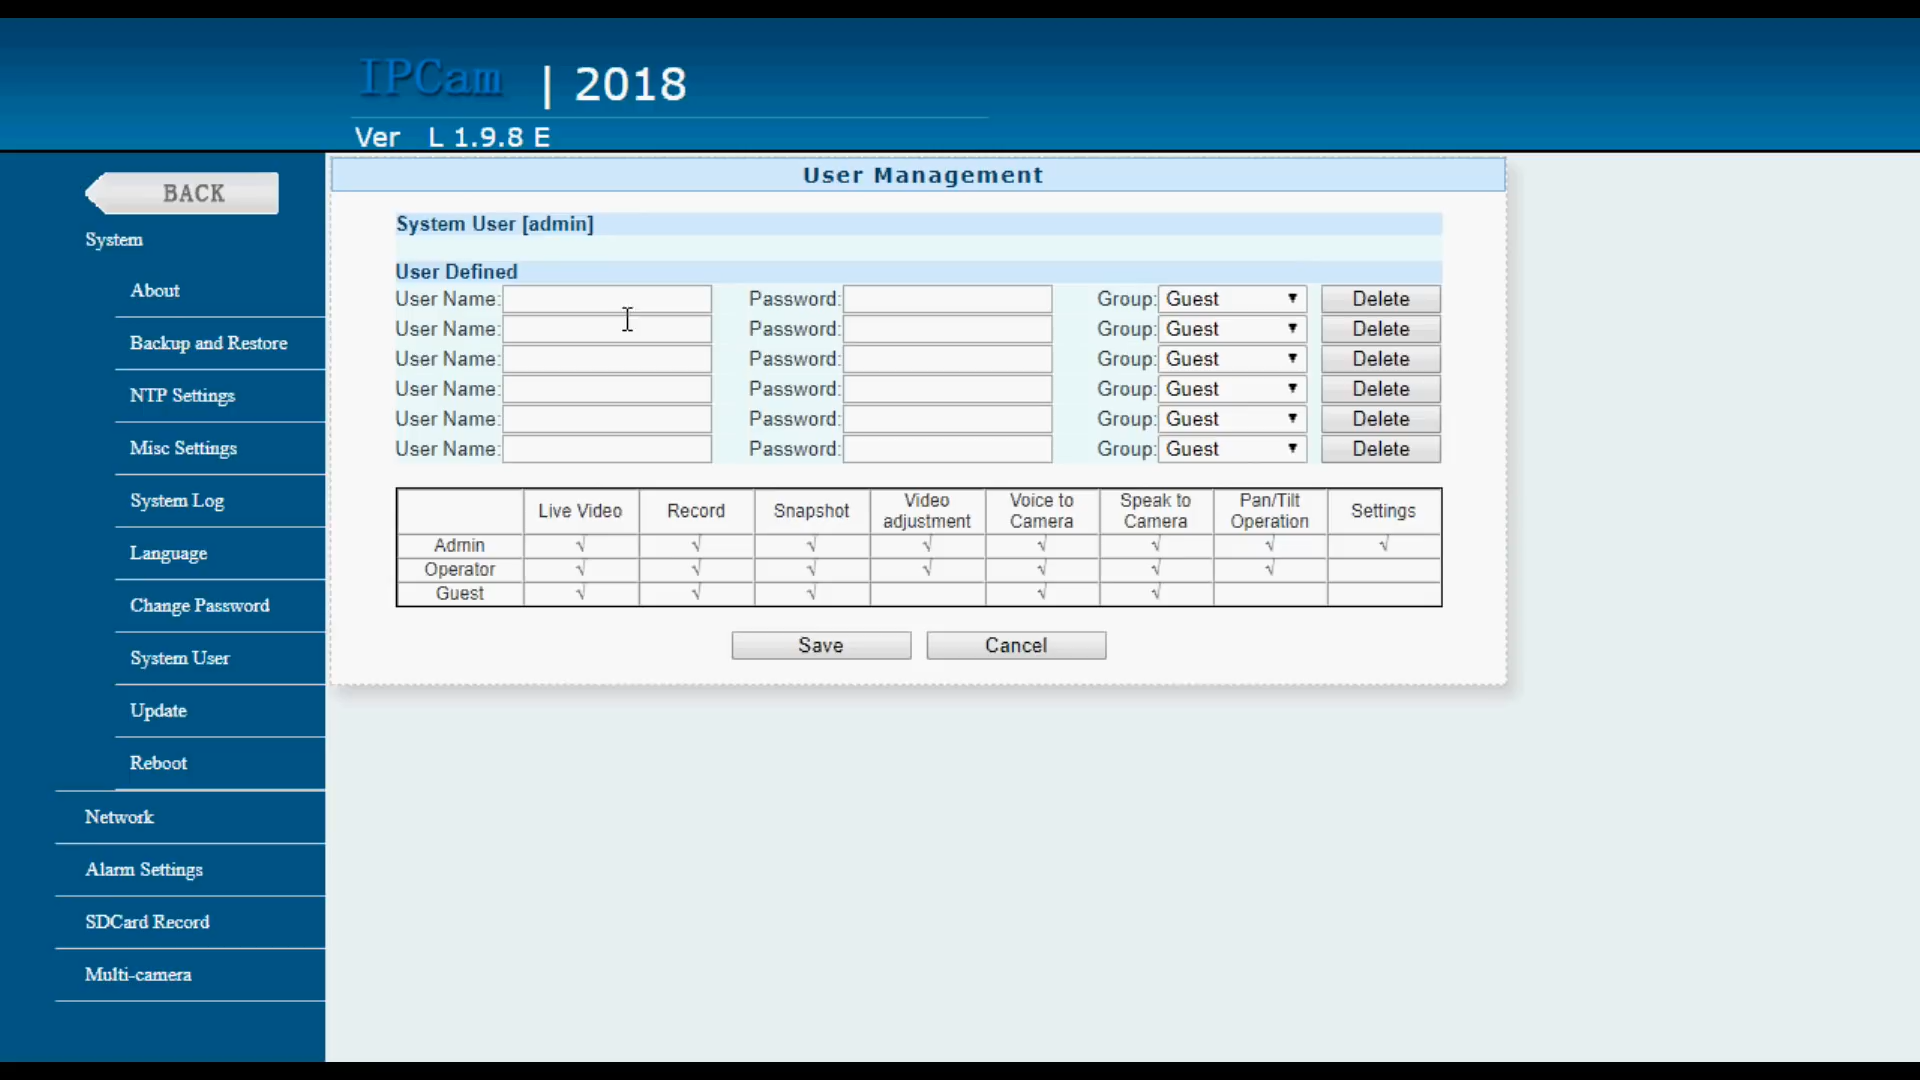 IPCam | 2018
Ver L 1.9.8 E
BACK
System
About
Backup and Restore
NTP Settings
Misc Settings
System Log
Language
Change Password
System User
Update
Reboot
Network
Alarm Settings
SDCard Record
Multi-camera
User Management
System User [admin]
User Defined
User Name: Password: Group: Guest ▼ Delete
User Name: Password: Group: Guest ▼ Delete
User Name: Password: Group: Guest ▼ Delete
User Name: Password: Group: Guest ▼ Delete
User Name: Password: Group: Guest ▼ Delete
User Name: Password: Group: Guest ▼ Delete
Live Video Record Snapshot Video adjustment Voice to Camera Speak to Camera Pan/Tilt Operation Settings
Admin √ √ √ √ √ √ √ √
Operator √ √ √ √ √ √ √
Guest √ √ √ √ √
Save Cancel